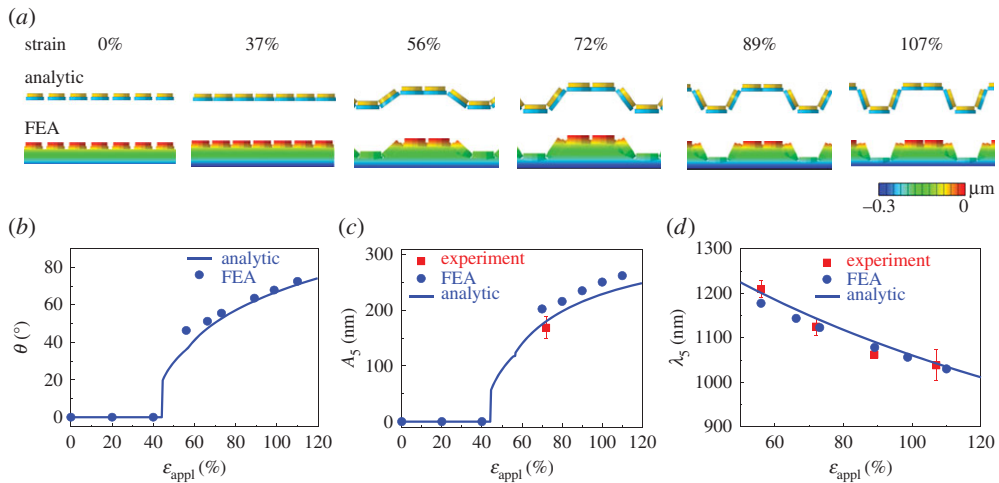 (a)
strain 0% 37% 56% 72% 89% 107%
analytic
FEA
μm
–0.3 0
(b)
80
60
40
20
0
θ (°)
analytic
FEA
0 20 40 60 80 100 120
εappl (%)
(c)
300
200
100
0
A5 (nm)
experiment
FEA
analytic
0 20 40 60 80 100 120
εappl (%)
(d)
1300
1200
1100
1000
900
λ5 (nm)
experiment
FEA
analytic
60 80 100 120
εappl (%)